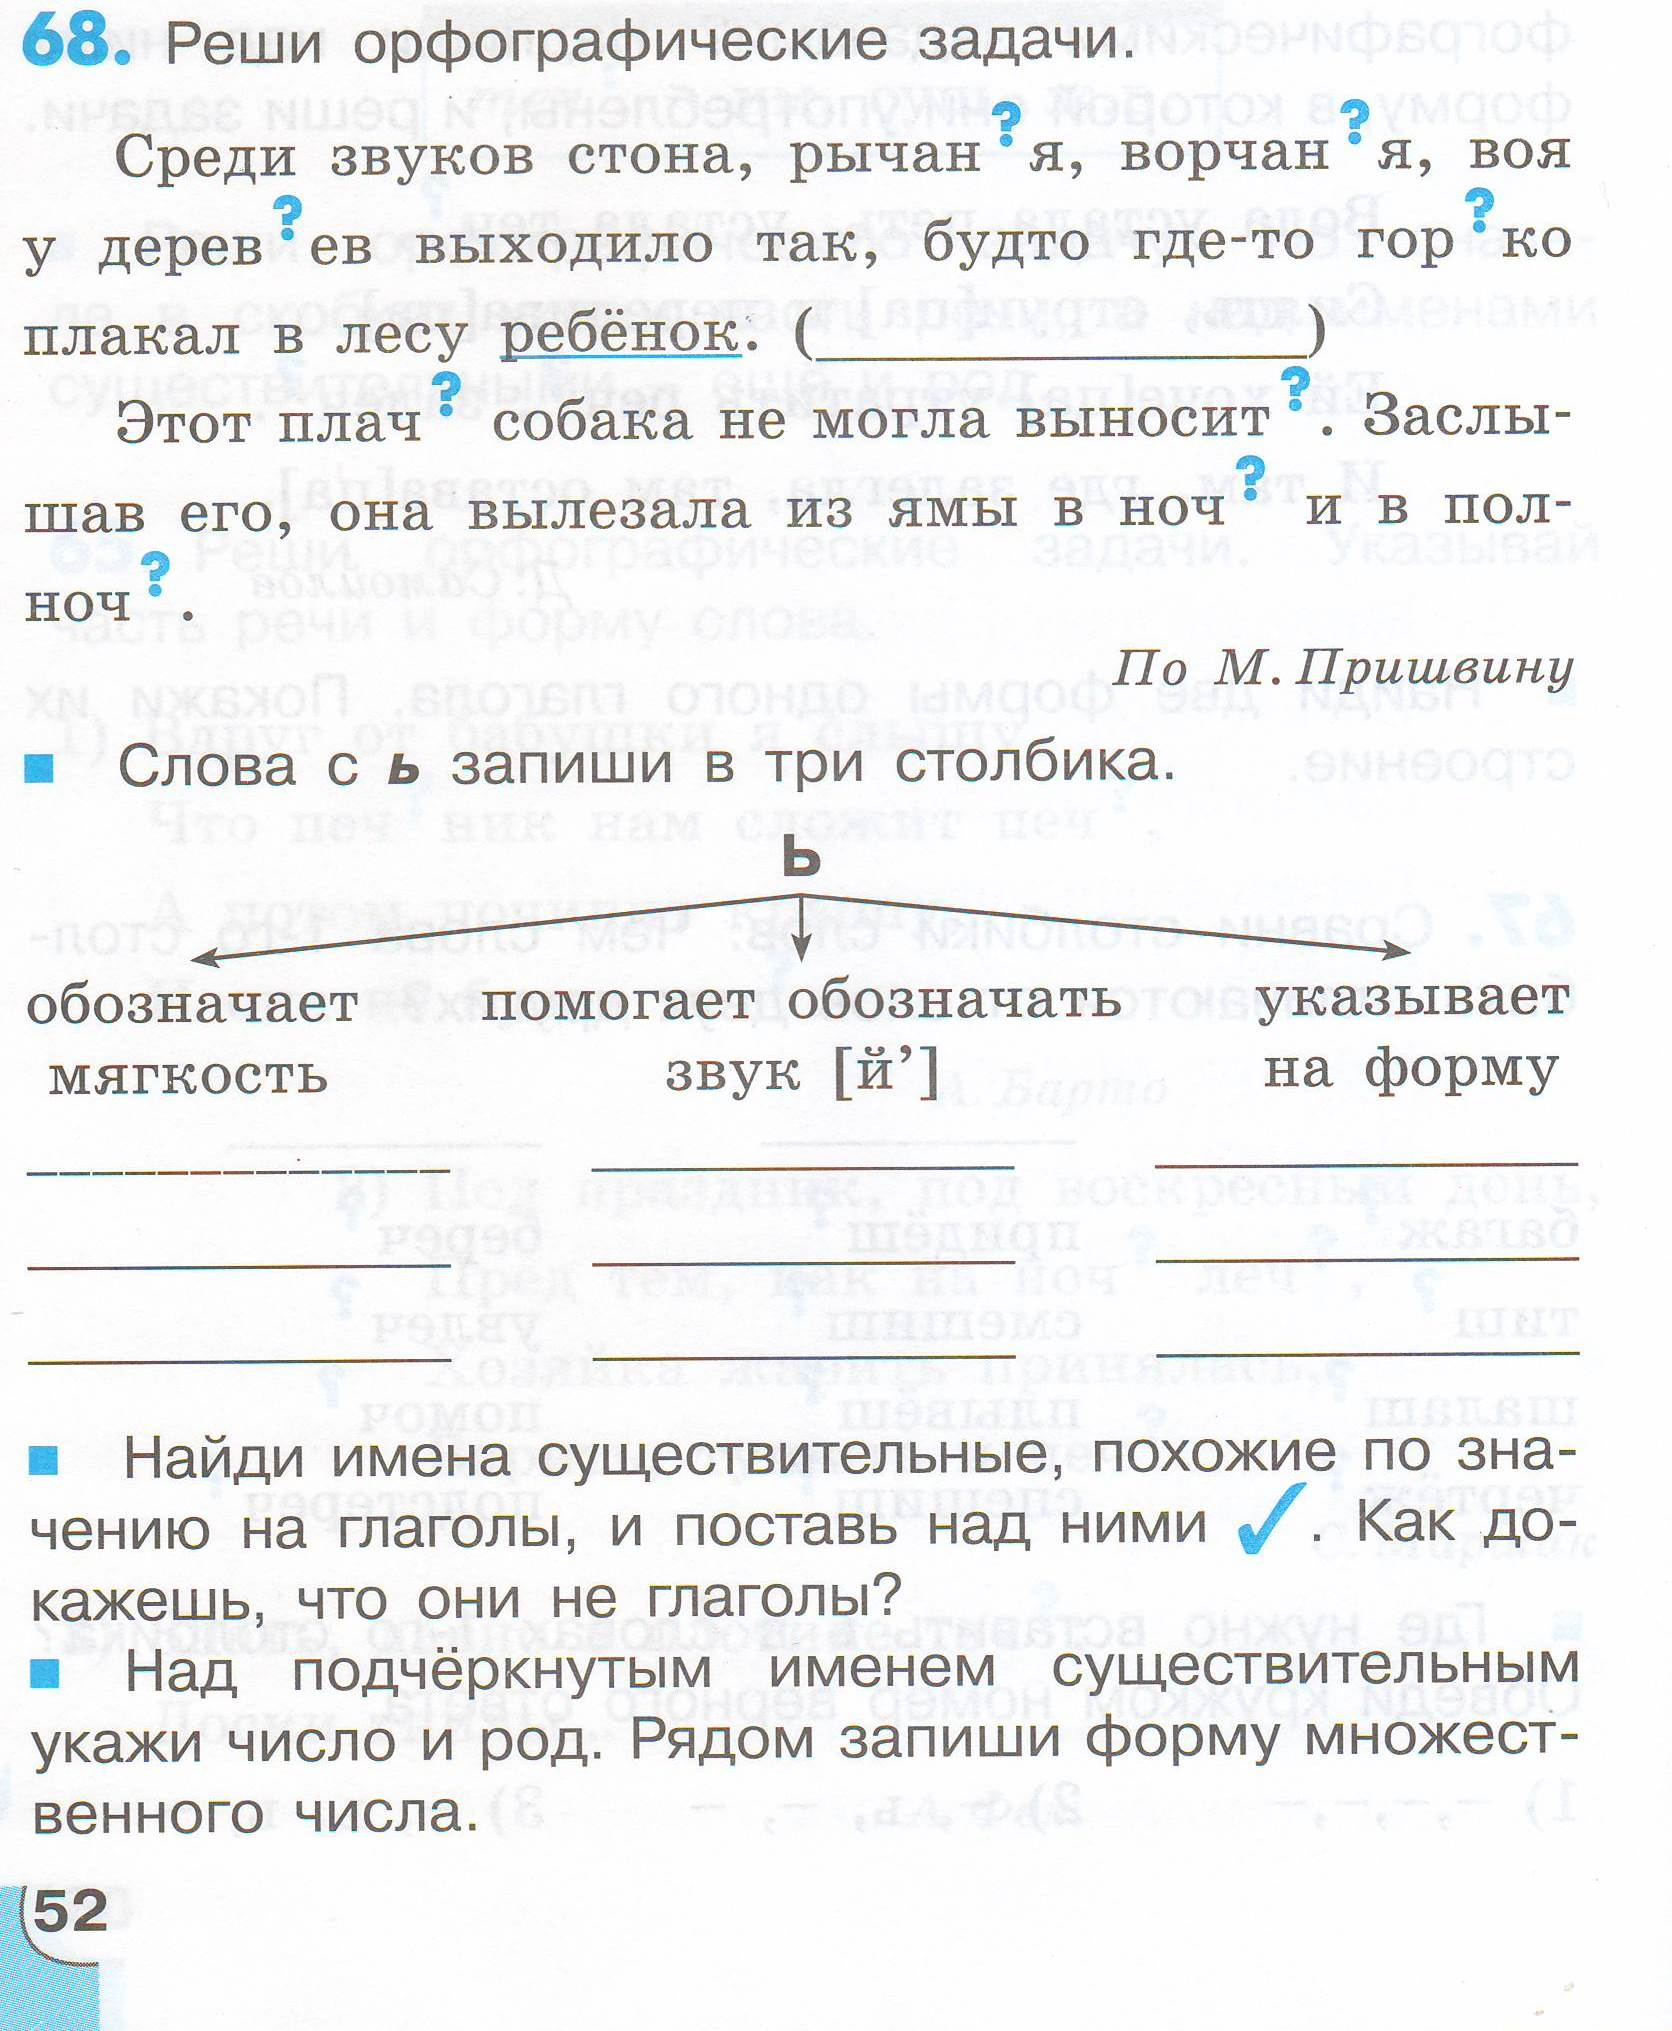 68. Реши орфографические задачи.
Среди звуков стона, рычан?я, ворчан?я, воя
у дерев?ев выходило так, будто где-то гор?ко
плакал в лесу ребёнок. (____________)
Этот плач? собака не могла выносит?. Заслы-
шав его, она вылезала из ямы в ноч? и в пол-
ноч?.
По М. Пришвину
Слова с ь запиши в три столбика.
ь
обозначает помогает обозначать указывает
мягкость звук [й’] на форму
Найди имена существительные, похожие по зна-
чению на глаголы, и поставь над ними ✓. Как до-
кажешь, что они не глаголы?
Над подчёркнутым именем существительным
укажи число и род. Рядом запиши форму множест-
венного числа.
52